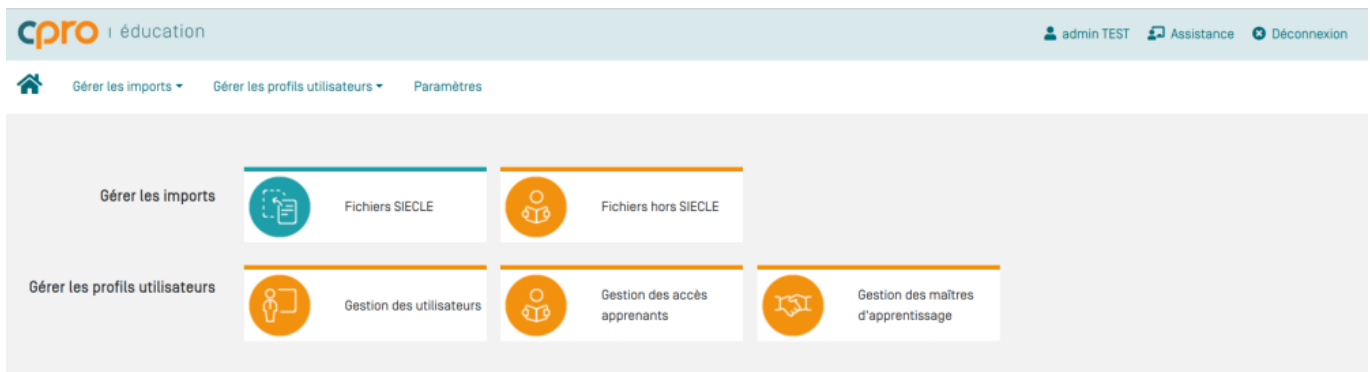 cpro | éducation
admin TEST Assistance Déconnexion
Gérer les imports Gérer les profils utilisateurs Paramètres
Gérer les imports
Fichiers SIECLE
Fichiers hors SIECLE
Gérer les profils utilisateurs
Gestion des utilisateurs
Gestion des accès
apprenants
Gestion des maîtres
d'apprentissage